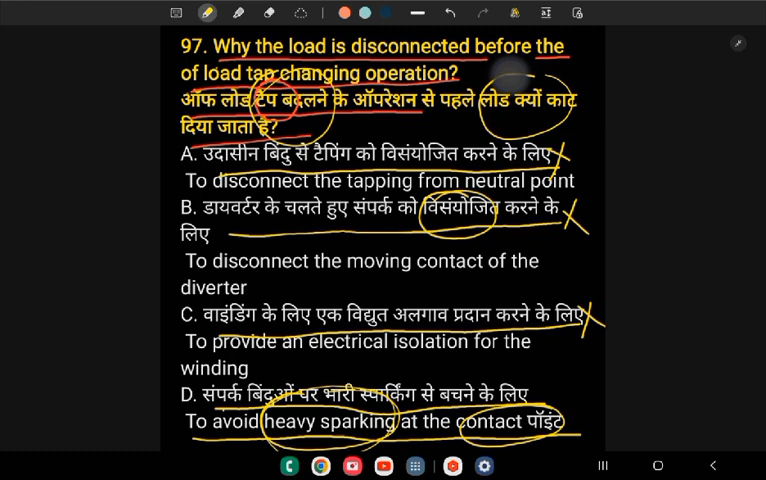 97. Why the load is disconnected before the
of load tap changing operation?
ऑफ लोड टैप बदलने के ऑपरेशन से पहले लोड क्यों काट
दिया जाता है?
A. उदासीन बिंदु से टैपिंग को विसंयोजित करने के लिए
To disconnect the tapping from neutral point
B. डायवर्टर के चलते हुए संपर्क को विसंयोजित करने के
लिए
To disconnect the moving contact of the
diverter
C. वाइंडिंग के लिए एक विद्युत अलगाव प्रदान करने के लिए
To provide an electrical isolation for the
winding
D. संपर्क बिंदुओं पर भारी स्पार्किंग से बचने के लिए
To avoid heavy sparking at the contact पॉइंट